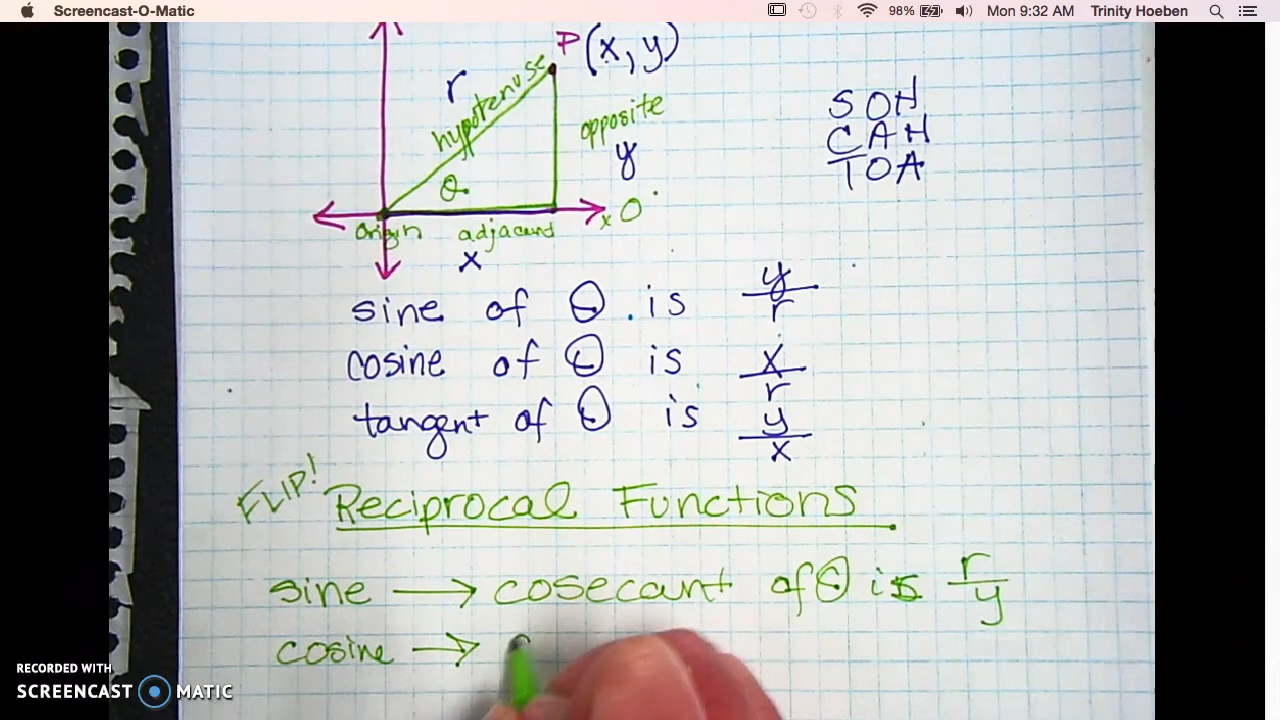 Screencast-O-Matic 98% Mon 9:32 AM Trinity Hoeben
P (x, y)
r
hypotenuse
opposite
y
θ
SOH
CAH
TOA
x 0
origin adjacent
x
sine of θ is y/r
cosine of θ is x/r
tangent of θ is y/x
FLIP!
Reciprocal Functions
sine → cosecant of θ is r/y
cosine →
RECORDED WITH
SCREENCAST MATIC